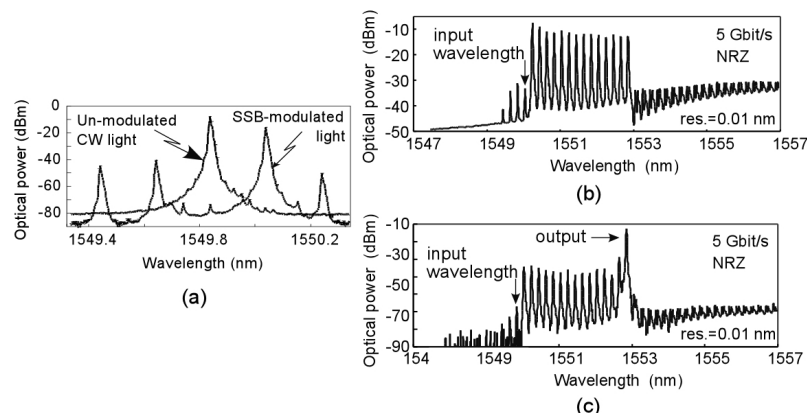 Optical power (dBm)
0
-20
-40
-60
-80
Un-modulated
CW light
SSB-modulated
light
1549.4
1549.8
1550.2
Wavelength (nm)
(a)
Optical power (dBm)
-10
-20
-30
-40
-50
input
wavelength
5 Gbit/s
NRZ
res.=0.01 nm
1547
1549
1551
1553
1555
1557
Wavelength (nm)
(b)
Optical power (dBm)
-10
-30
-50
-70
-90
input
wavelength
output
5 Gbit/s
NRZ
res.=0.01 nm
154
1549
1551
1553
1555
1557
Wavelength (nm)
(c)